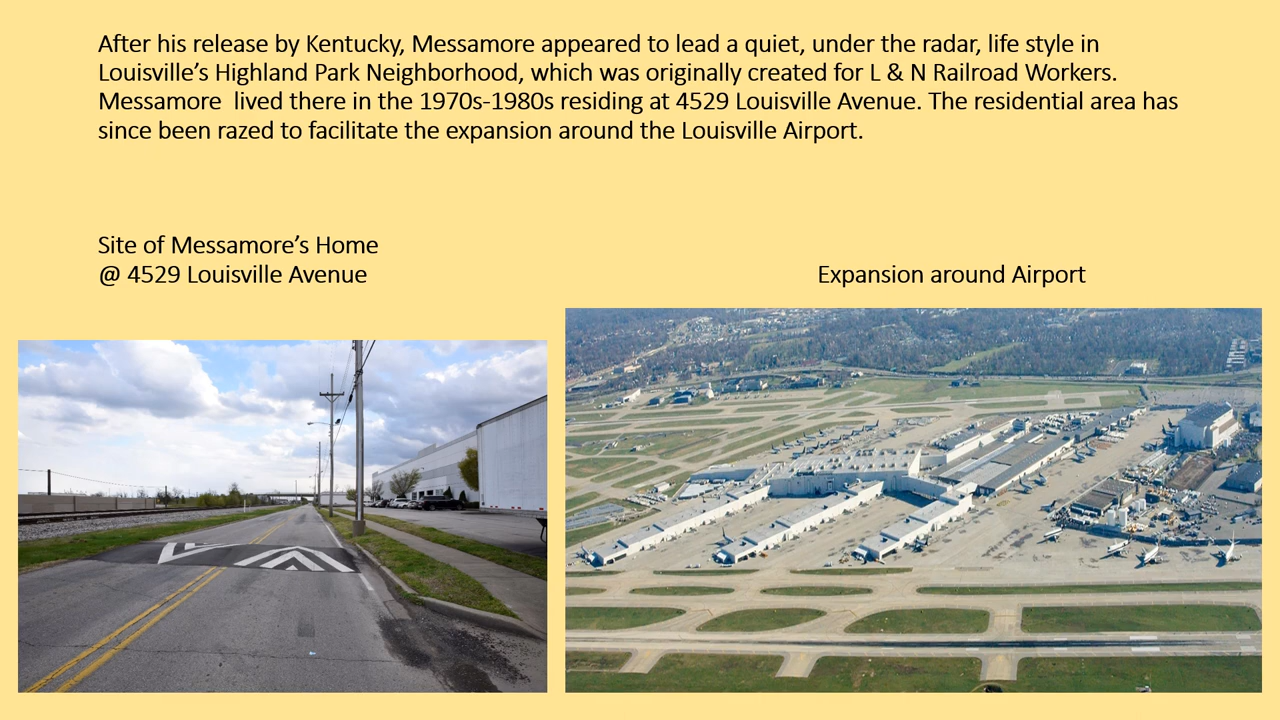 After his release by Kentucky, Messamore appeared to lead a quiet, under the radar, life style in
Louisville’s Highland Park Neighborhood, which was originally created for L & N Railroad Workers.
Messamore  lived there in the 1970s-1980s residing at 4529 Louisville Avenue. The residential area has
since been razed to facilitate the expansion around the Louisville Airport.
Site of Messamore’s Home
@ 4529 Louisville Avenue
Expansion around Airport